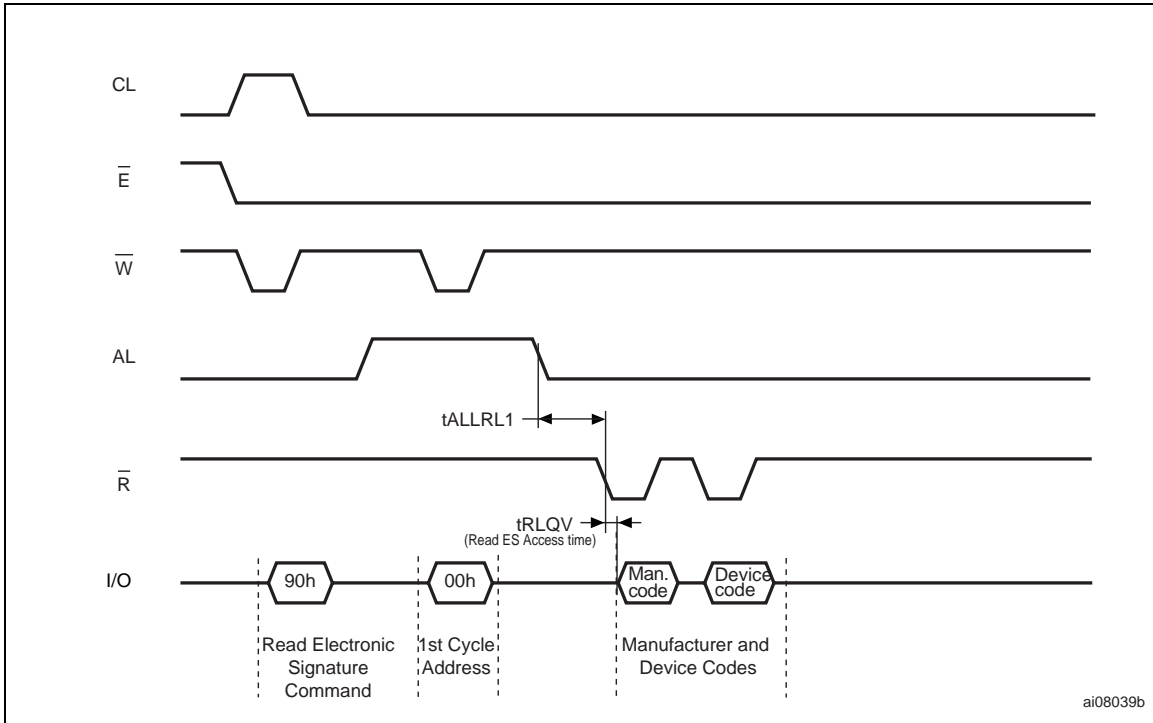 CL
E
W
AL
tALLRL1
R
tRLQV
(Read ES Access time)
I/O
90h
00h
Man.
code
Device
code
Read Electronic
Signature
Command
1st Cycle
Address
Manufacturer and
Device Codes
ai08039b